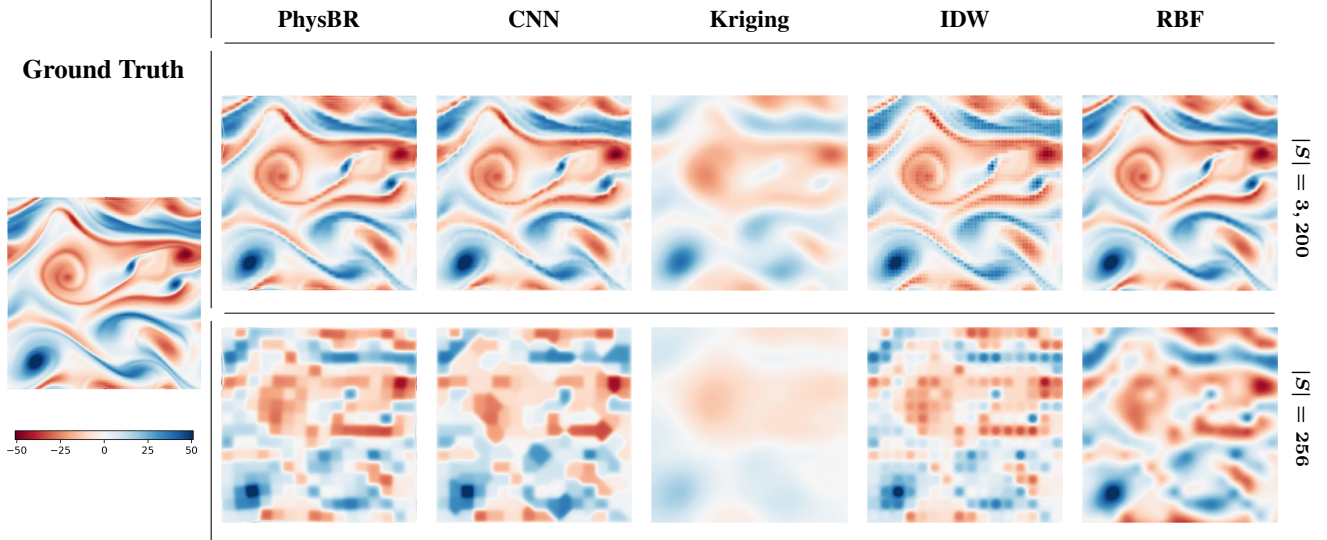 PhysBR CNN Kriging IDW RBF
Ground Truth
|S| = 3, 200
−50 −25 0 25 50
|S| = 256